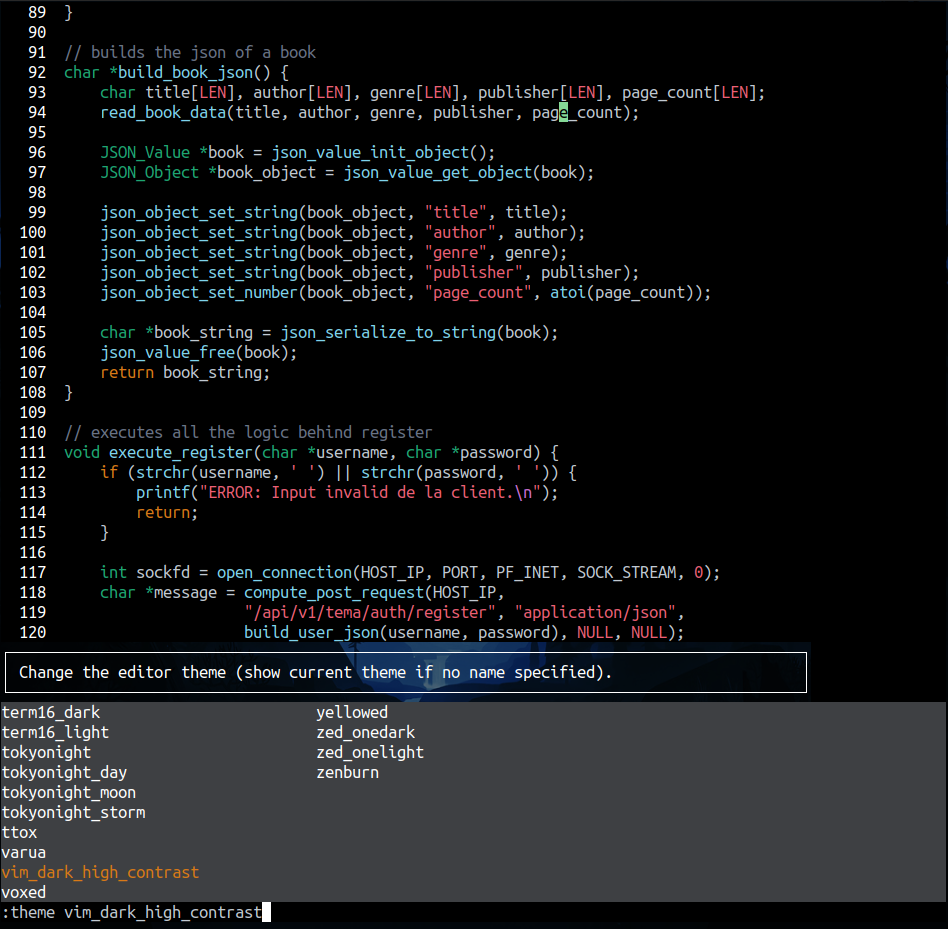 89 }
90
91 // builds the json of a book
92 char *build_book_json() {
93     char title[LEN], author[LEN], genre[LEN], publisher[LEN], page_count[LEN];
94     read_book_data(title, author, genre, publisher, page_count);
95
96     JSON_Value *book = json_value_init_object();
97     JSON_Object *book_object = json_value_get_object(book);
98
99     json_object_set_string(book_object, "title", title);
100     json_object_set_string(book_object, "author", author);
101     json_object_set_string(book_object, "genre", genre);
102     json_object_set_string(book_object, "publisher", publisher);
103     json_object_set_number(book_object, "page_count", atoi(page_count));
104
105     char *book_string = json_serialize_to_string(book);
106     json_value_free(book);
107     return book_string;
108 }
109
110 // executes all the logic behind register
111 void execute_register(char *username, char *password) {
112     if (strchr(username, ' ') || strchr(password, ' ')) {
113         printf("ERROR: Input invalid de la client.\n");
114         return;
115     }
116
117     int sockfd = open_connection(HOST_IP, PORT, PF_INET, SOCK_STREAM, 0);
118     char *message = compute_post_request(HOST_IP,
119                     "/api/v1/tema/auth/register", "application/json",
120                     build_user_json(username, password), NULL, NULL);
Change the editor theme (show current theme if no name specified).
term16_dark yellowed
term16_light zed_onedark
tokyonight zed_onelight
tokyonight_day zenburn
tokyonight_moon
tokyonight_storm
ttox
varua
vim_dark_high_contrast
voxed
:theme vim_dark_high_contrast